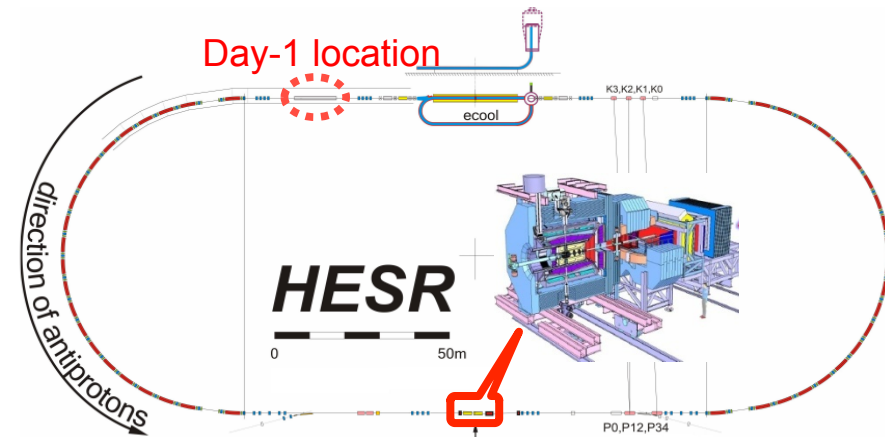 Day-1 location
K3,K2,K1,K0
ecool
direction of antiprotons
HESR
0 50m
P0,P12,P34